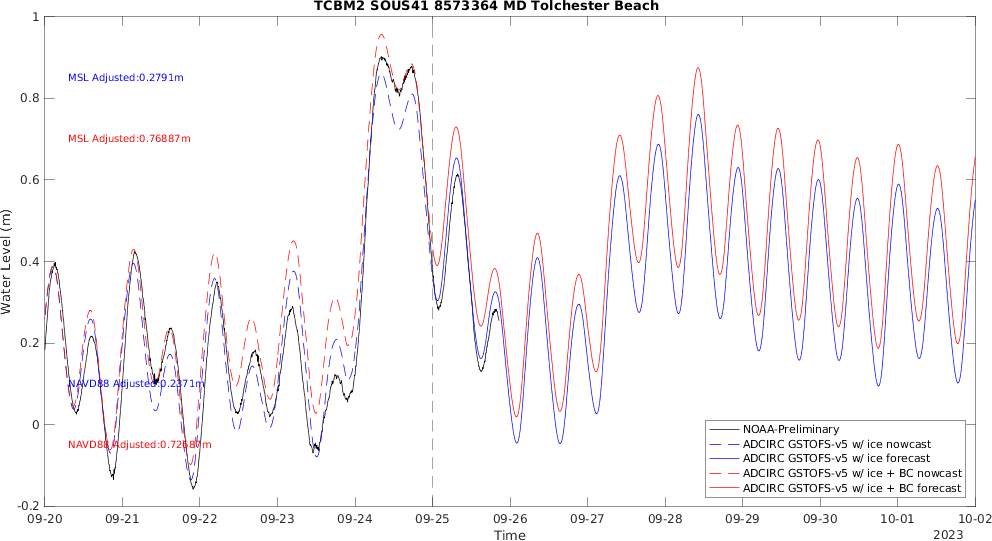 TCBM2 SOUS41 8573364 MD Tolchester Beach
Water Level (m)
1
0.8
0.6
0.4
0.2
0
-0.2
MSL Adjusted:0.2791m
MSL Adjusted:0.76887m
NAVD88 Adjusted:0.2371m
NAVD88 Adjusted:0.72687m
NOAA-Preliminary
ADCIRC GSTOFS-v5 w/ ice nowcast
ADCIRC GSTOFS-v5 w/ ice forecast
ADCIRC GSTOFS-v5 w/ ice + BC nowcast
ADCIRC GSTOFS-v5 w/ ice + BC forecast
09-20 09-21 09-22 09-23 09-24 09-25 09-26 09-27 09-28 09-29 09-30 10-01 10-02
Time
2023